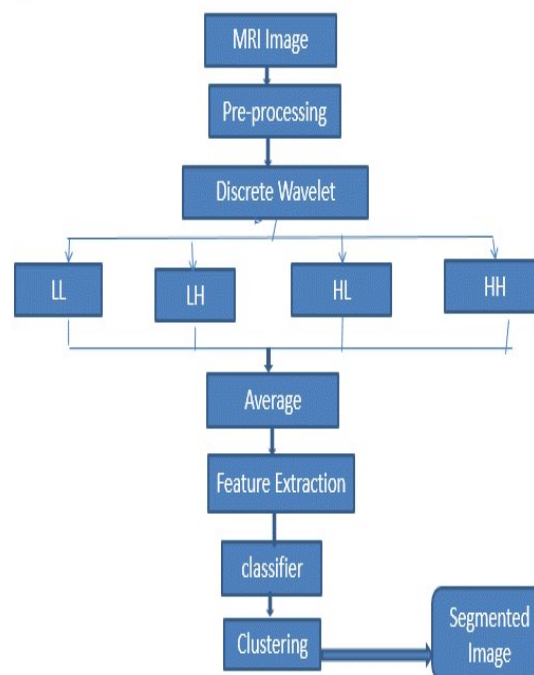 MRI Image
Pre-processing
Discrete Wavelet
LL
LH
HL
HH
Average
Feature Extraction
classifier
Clustering
Segmented
Image